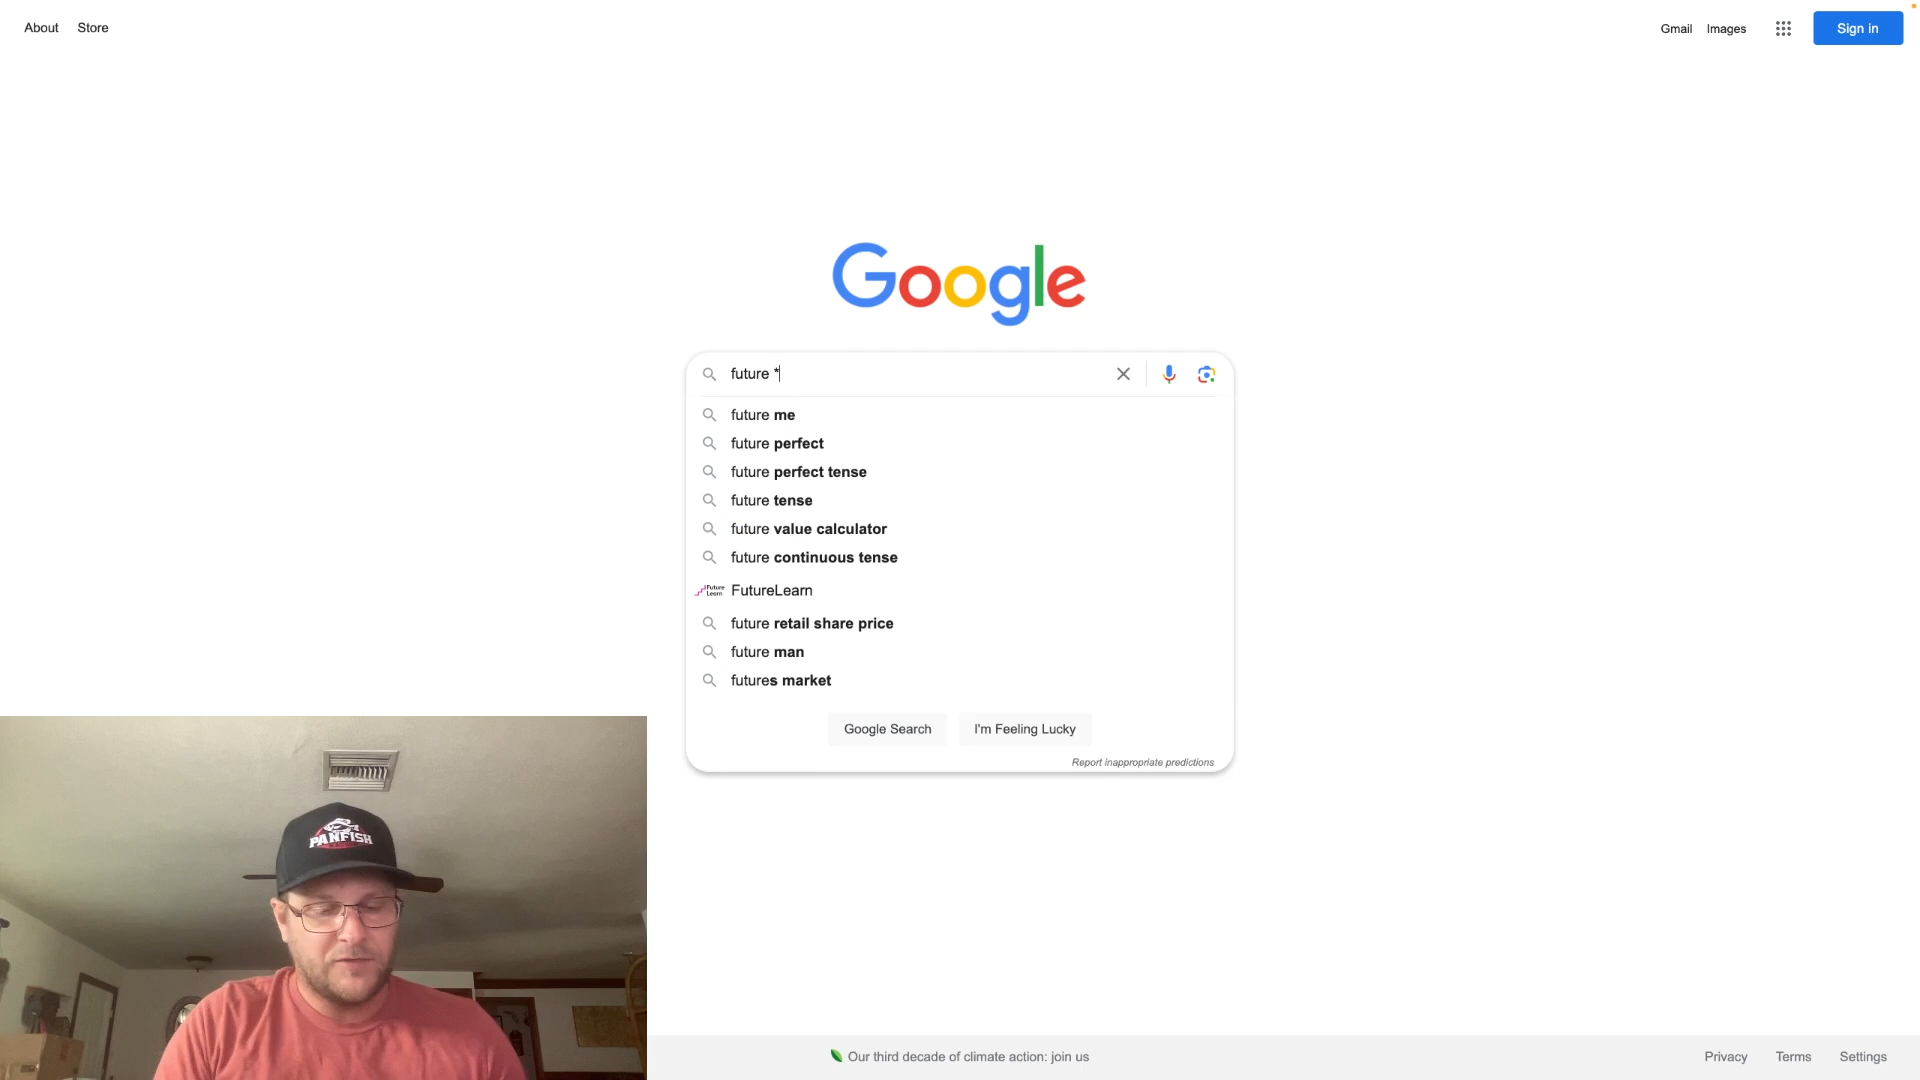 About Store
Gmail Images Sign in
Google
future *
future me
future perfect
future perfect tense
future tense
future value calculator
future continuous tense
Future Learn FutureLearn
future retail share price
future man
futures market
Google Search I'm Feeling Lucky
Report inappropriate predictions
PANFISH
Our third decade of climate action: join us
Privacy Terms Settings